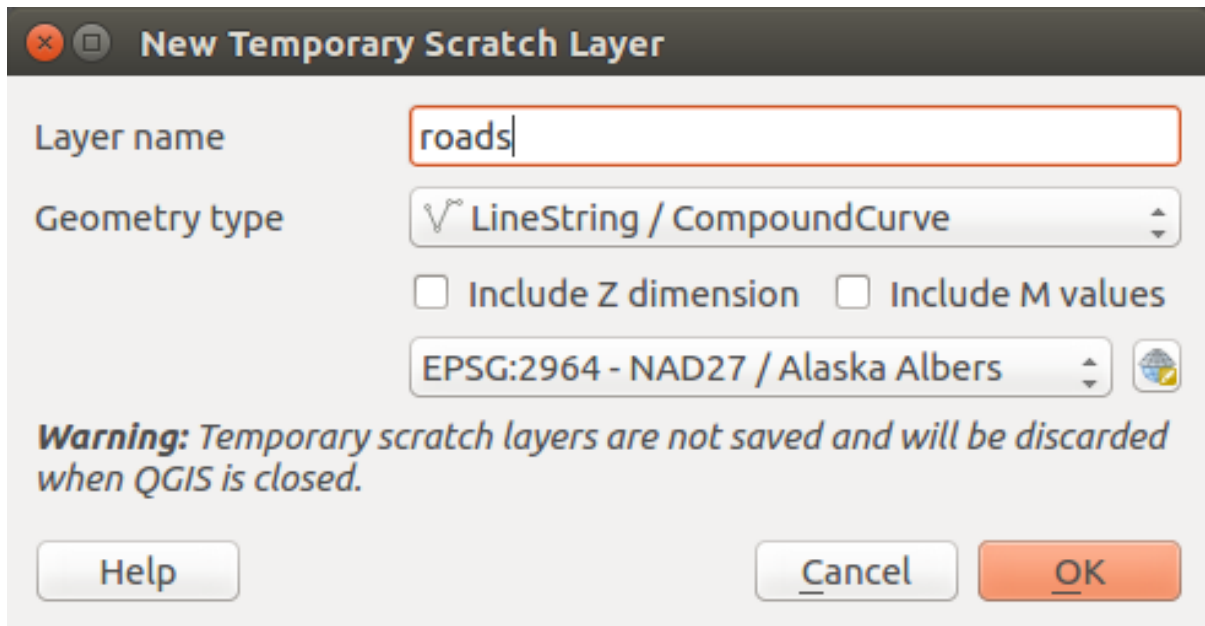 New Temporary Scratch Layer
Layer name roads
Geometry type LineString / CompoundCurve
Include Z dimension Include M values
EPSG:2964 - NAD27 / Alaska Albers
Warning: Temporary scratch layers are not saved and will be discarded
when QGIS is closed.
Help Cancel OK